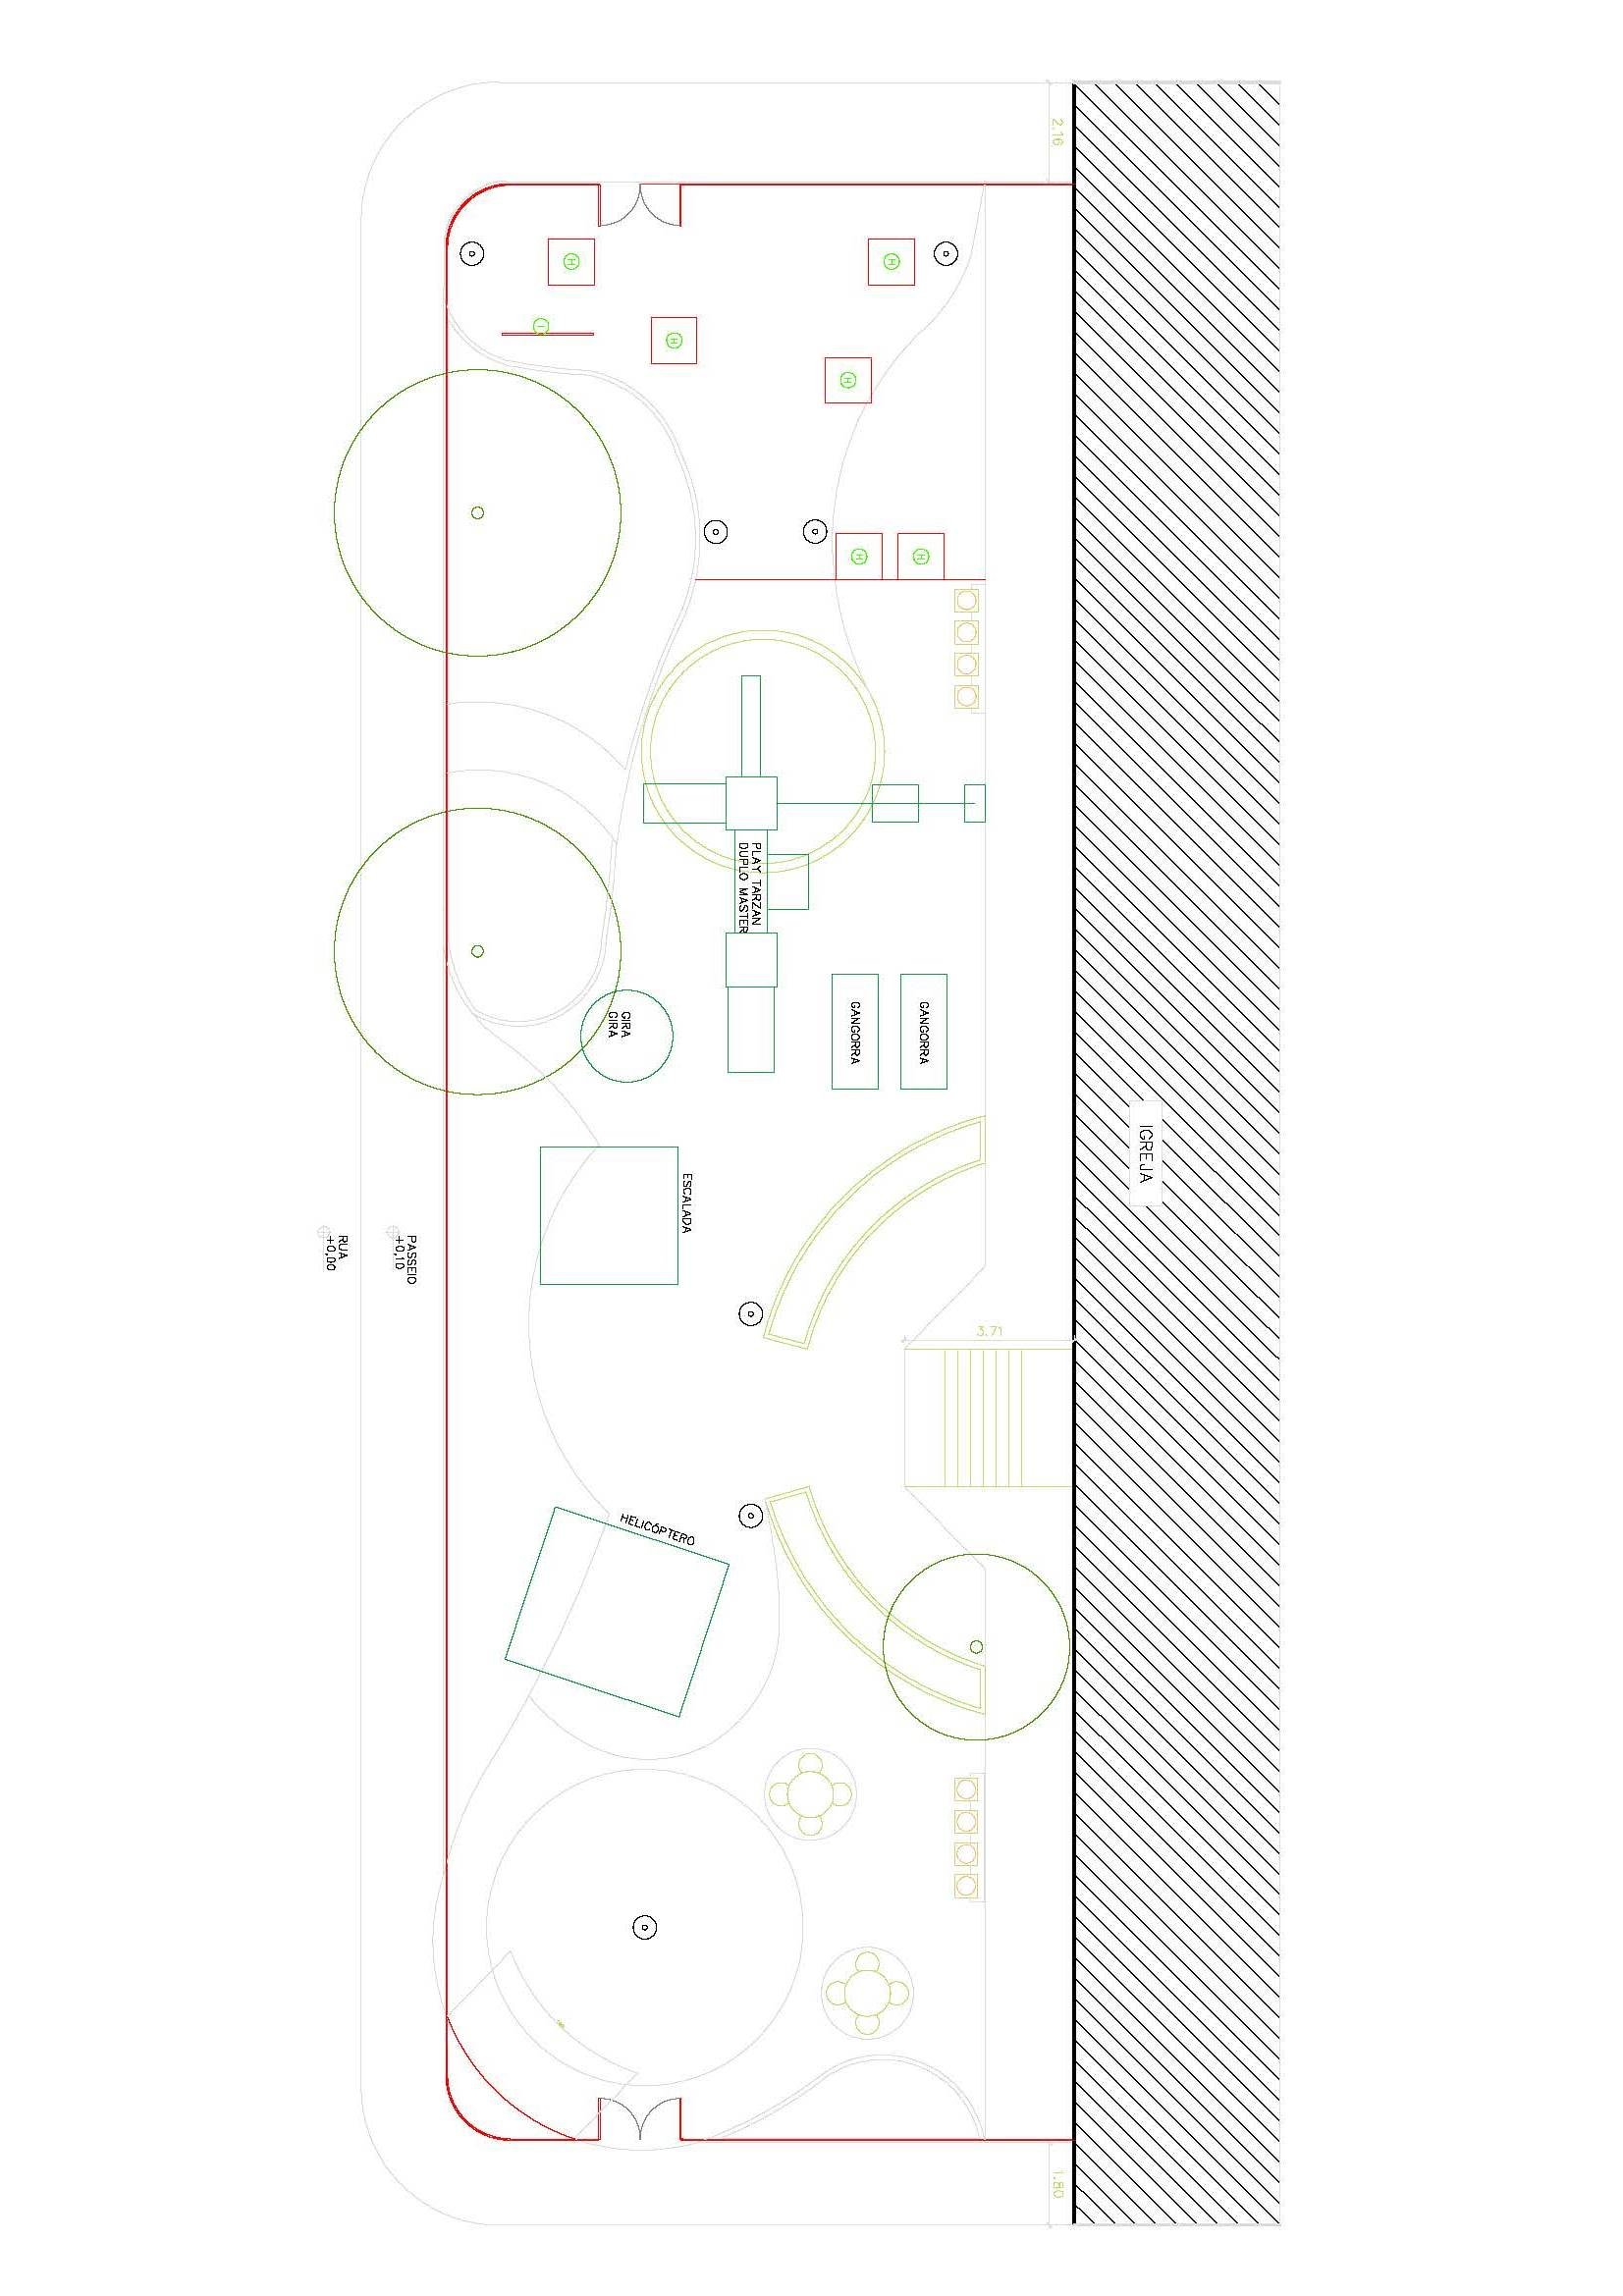 2.16
H
H
I
H
H
H
H
PLAY TARZAN
DUPLO MASTER
GIRA
GIRA
GANGORRA
GANGORRA
IGREJA
ESCALADA
RUA
+0,00
PASSEIO
+0,10
3.71
HELICÓPTERO
1.80